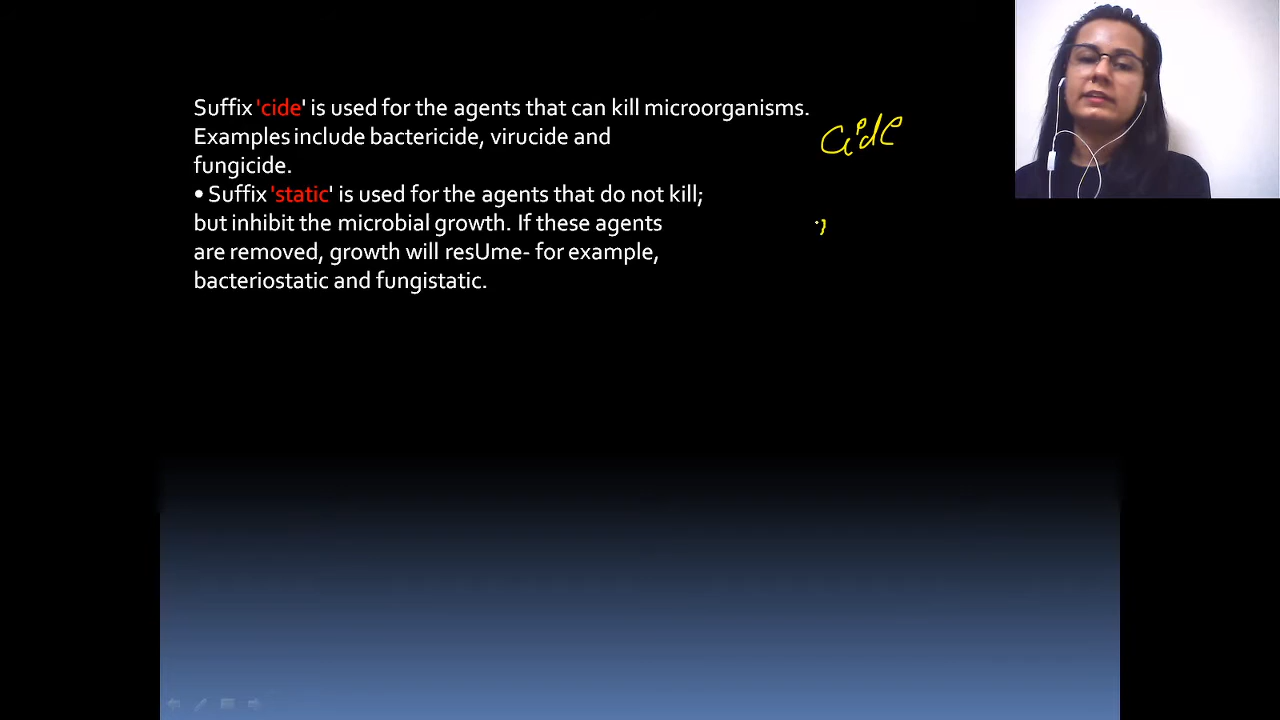 Suffix 'cide' is used for the agents that can kill microorganisms.
Examples include bactericide, virucide and
fungicide.
• Suffix 'static' is used for the agents that do not kill;
but inhibit the microbial growth. If these agents
are removed, growth will resUme- for example,
bacteriostatic and fungistatic.
cide